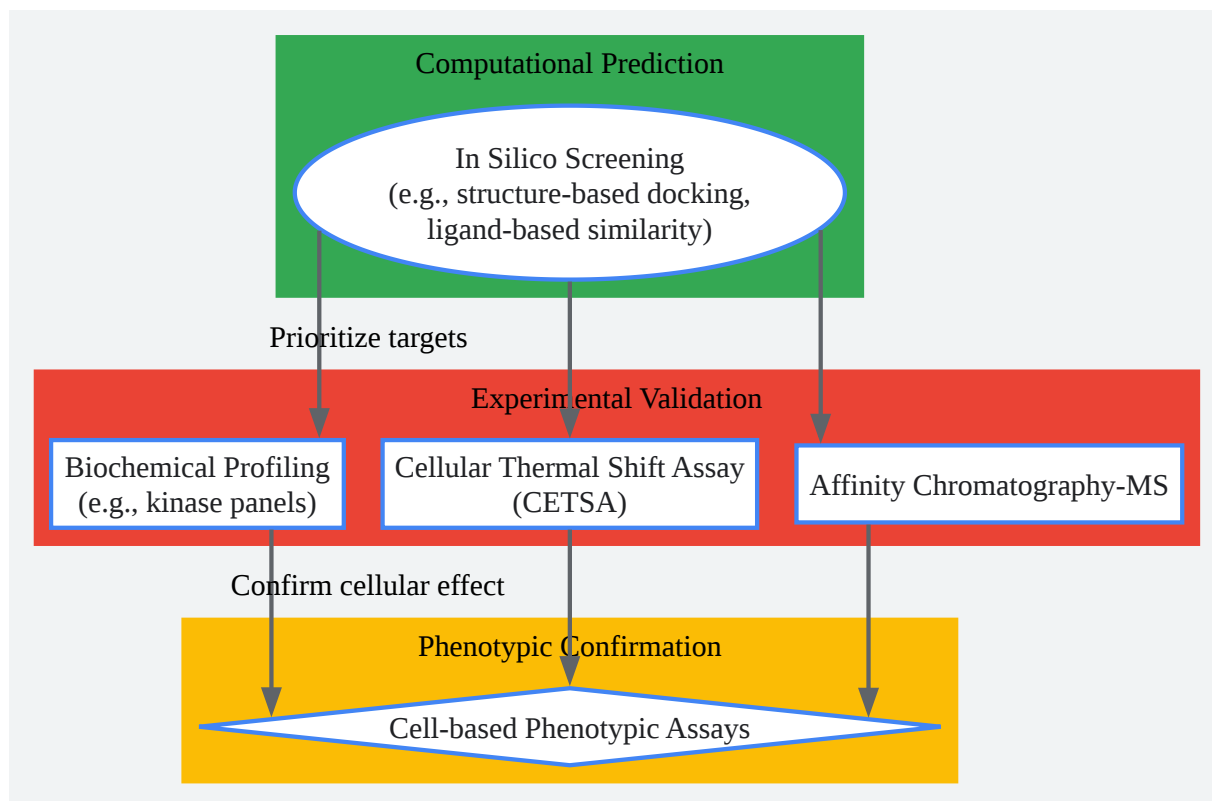 Computational Prediction
In Silico Screening
(e.g., structure-based docking,
ligand-based similarity)
Prioritize targets
Experimental Validation
Biochemical Profiling
(e.g., kinase panels)
Cellular Thermal Shift Assay
(CETSA)
Affinity Chromatography-MS
Confirm cellular effect
Phenotypic Confirmation
Cell-based Phenotypic Assays